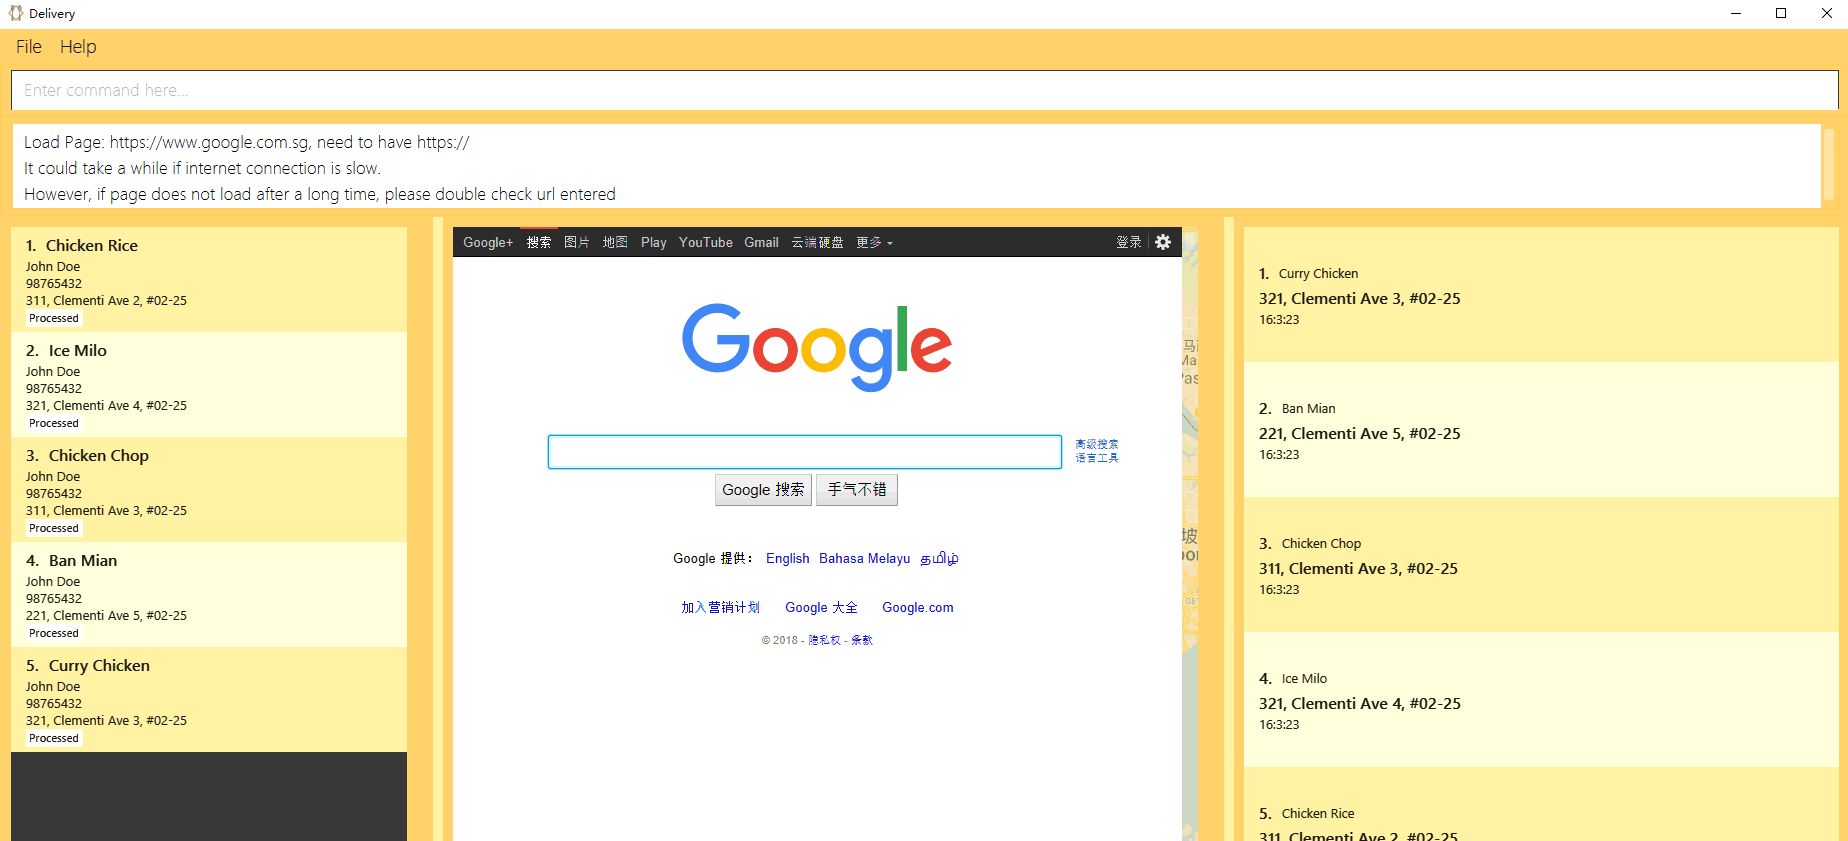 Delivery
File Help
Enter command here...
Load Page: https://www.google.com.sg, need to have https://
It could take a while if internet connection is slow.
However, if page does not load after a long time, please double check url entered
1. Chicken Rice
John Doe
98765432
311, Clementi Ave 2, #02-25
Processed
2. Ice Milo
John Doe
98765432
321, Clementi Ave 4, #02-25
Processed
3. Chicken Chop
John Doe
98765432
311, Clementi Ave 3, #02-25
Processed
4. Ban Mian
John Doe
98765432
221, Clementi Ave 5, #02-25
Processed
5. Curry Chicken
John Doe
98765432
321, Clementi Ave 3, #02-25
Processed
Google+ 搜索 图片 地图 Play YouTube Gmail 云端硬盘 更多 登录
Google
高级搜索
语言工具
Google 搜索 手气不错
Google 提供： English Bahasa Melayu தமிழ்
加入营销计划 Google 大全 Google.com
© 2018 - 隐私权 - 条款
1. Curry Chicken
321, Clementi Ave 3, #02-25
16:3:23
2. Ban Mian
221, Clementi Ave 5, #02-25
16:3:23
3. Chicken Chop
311, Clementi Ave 3, #02-25
16:3:23
4. Ice Milo
321, Clementi Ave 4, #02-25
16:3:23
5. Chicken Rice
311, Clementi Ave 2, #02-25